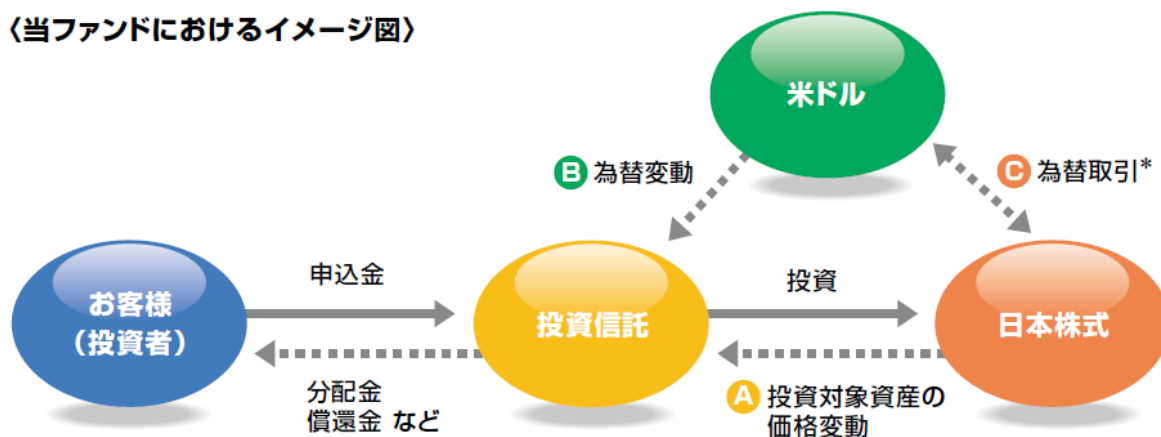 〈当ファンドにおけるイメージ図〉
米ドル
B 為替変動
C 為替取引*
お客様
(投資者)
申込金
投資信託
投資
日本株式
分配金
償還金 など
A 投資対象資産の
価格変動